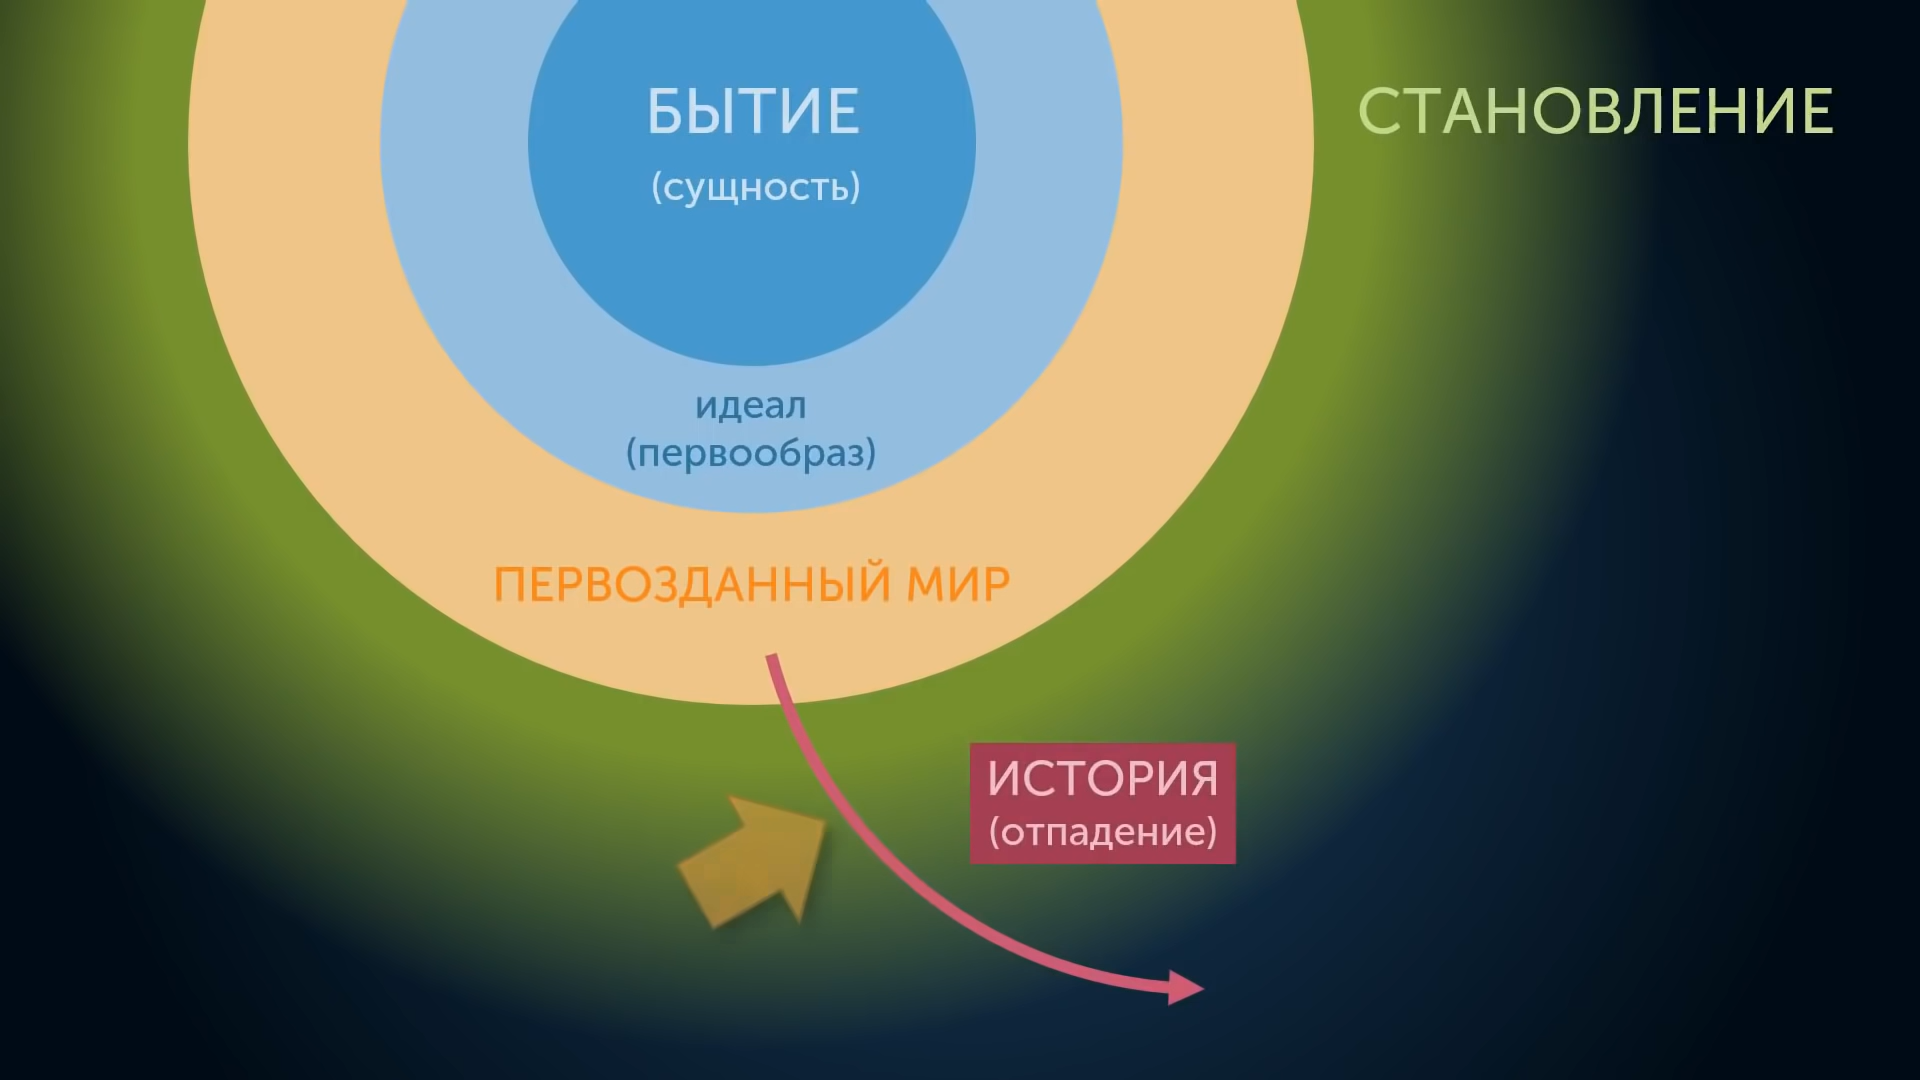 БЫТИЕ
(сущность)
СТАНОВЛЕНИЕ
идеал
(первообраз)
ПЕРВОЗДАННЫЙ МИР
ИСТОРИЯ
(отпадение)